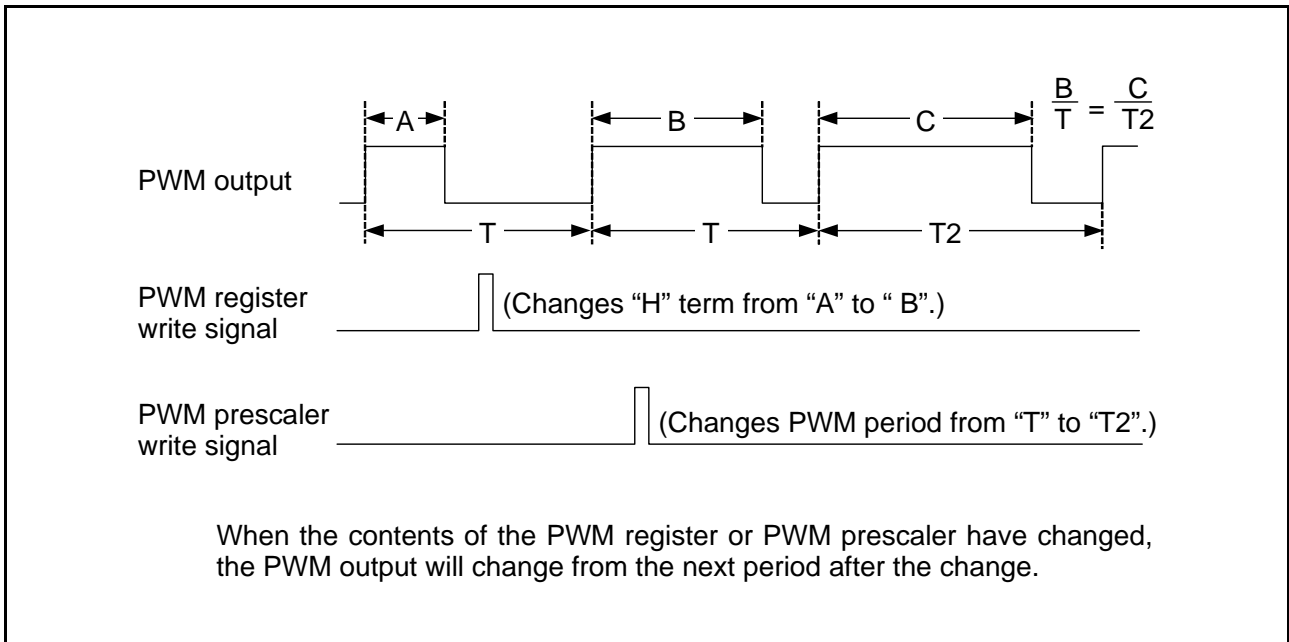 A
B
C
B/T = C/T2
PWM output
T
T
T2
PWM register
write signal
(Changes “H” term from “A” to “ B”.)
PWM prescaler
write signal
(Changes PWM period from “T” to “T2”.)
When the contents of the PWM register or PWM prescaler have changed,
the PWM output will change from the next period after the change.